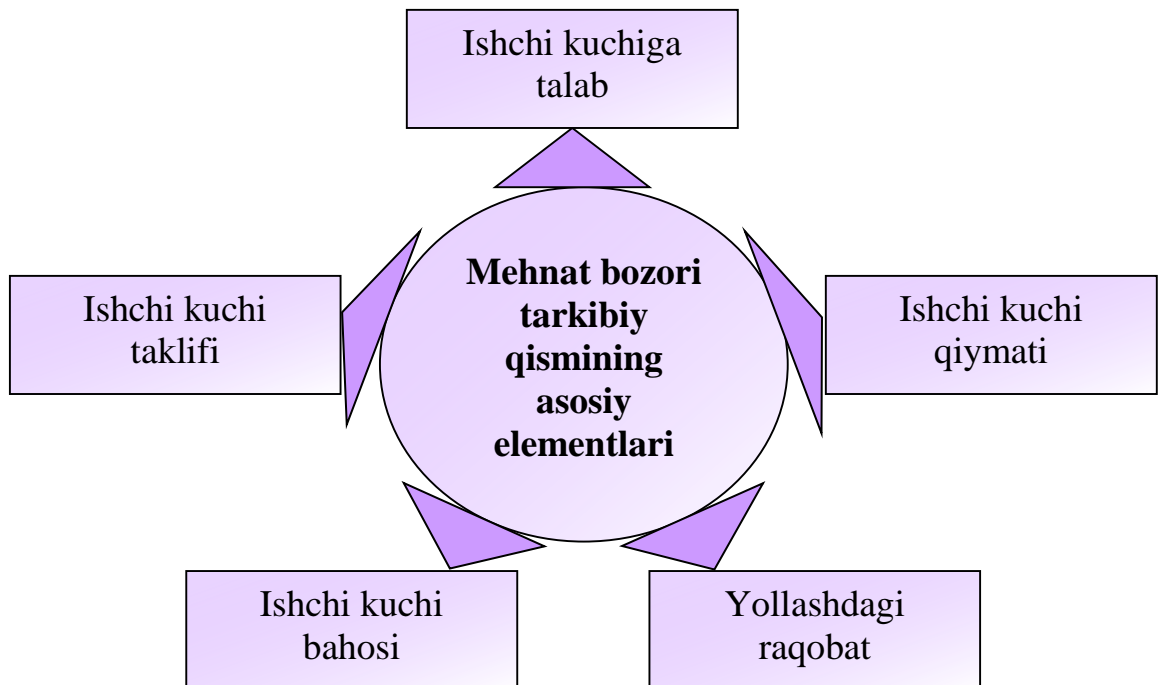 Ishchi kuchiga
talab
Mehnat bozori
tarkibiy
qismining
asosiy
elementlari
Ishchi kuchi
taklifi
Ishchi kuchi
qiymati
Ishchi kuchi
bahosi
Yollashdagi
raqobat